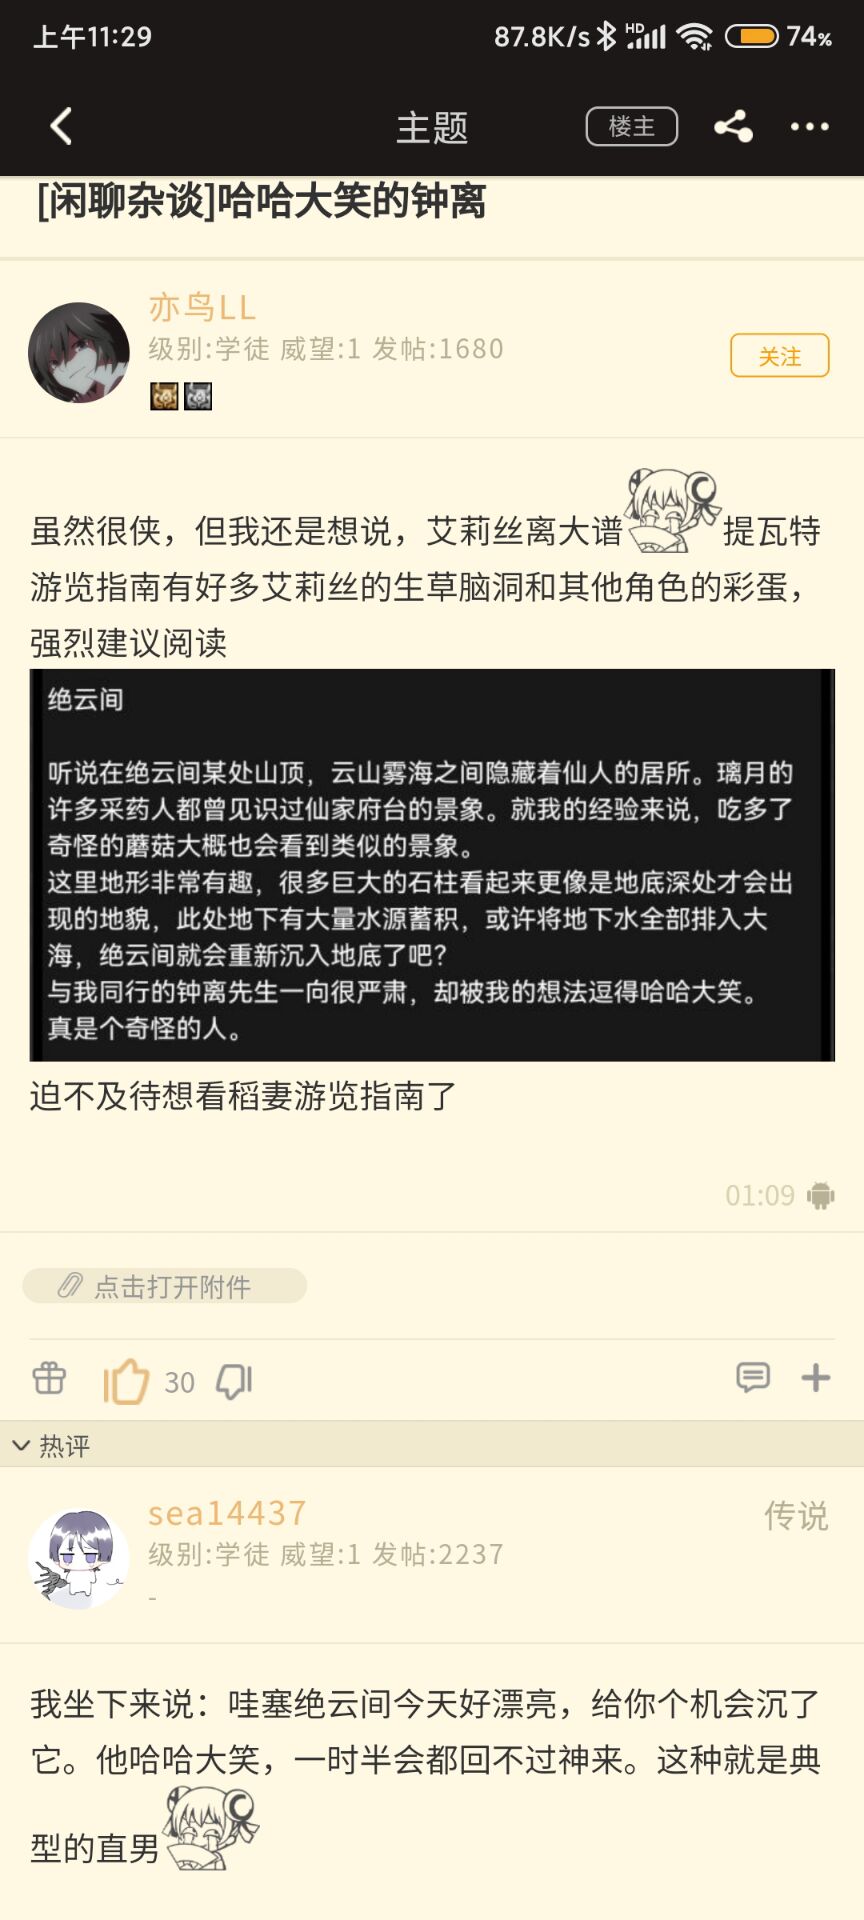 上午11:29
87.8K/s HD 74%
主题 楼主
[闲聊杂谈]哈哈大笑的钟离
亦鸟LL
级别:学徒 威望:1 发帖:1680
关注
虽然很侠，但我还是想说，艾莉丝离大谱 提瓦特
游览指南有好多艾莉丝的生草脑洞和其他角色的彩蛋，
强烈建议阅读
绝云间
听说在绝云间某处山顶，云山雾海之间隐藏着仙人的居所。璃月的
许多采药人都曾见识过仙家府台的景象。就我的经验来说，吃多了
奇怪的蘑菇大概也会看到类似的景象。
这里地形非常有趣，很多巨大的石柱看起来更像是地底深处才会出
现的地貌，此处地下有大量水源蓄积，或许将地下水全部排入大
海，绝云间就会重新沉入地底了吧？
与我同行的钟离先生一向很严肃，却被我的想法逗得哈哈大笑。
真是个奇怪的人。
迫不及待想看稻妻游览指南了
01:09
点击打开附件
30
热评
sea14437
传说
级别:学徒 威望:1 发帖:2237
-
我坐下来说：哇塞绝云间今天好漂亮，给你个机会沉了
它。他哈哈大笑，一时半会都回不过神来。这种就是典
型的直男